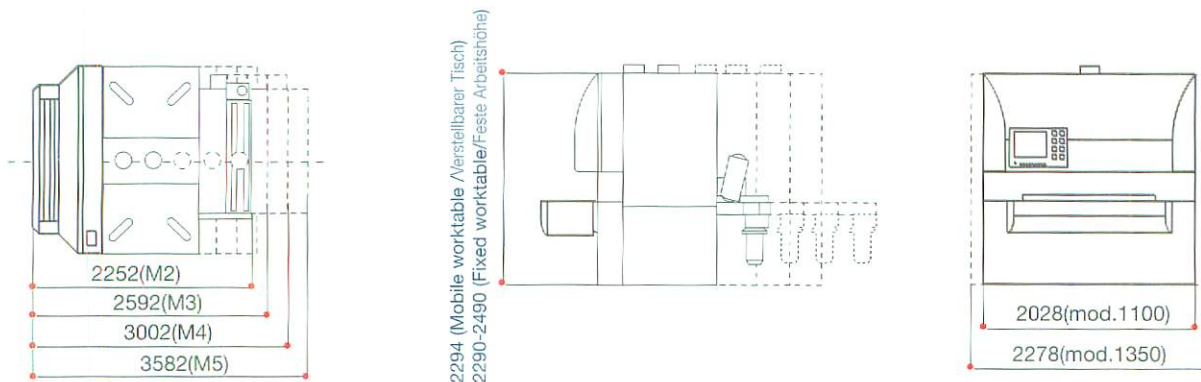 2252(M2)
2592(M3)
3002(M4)
3582(M5)
2294 (Mobile worktable /Verstellbarer Tisch)
2290-2490 (Fixed worktable/Feste Arbeitshöhe)
2028(mod.1100)
2278(mod.1350)